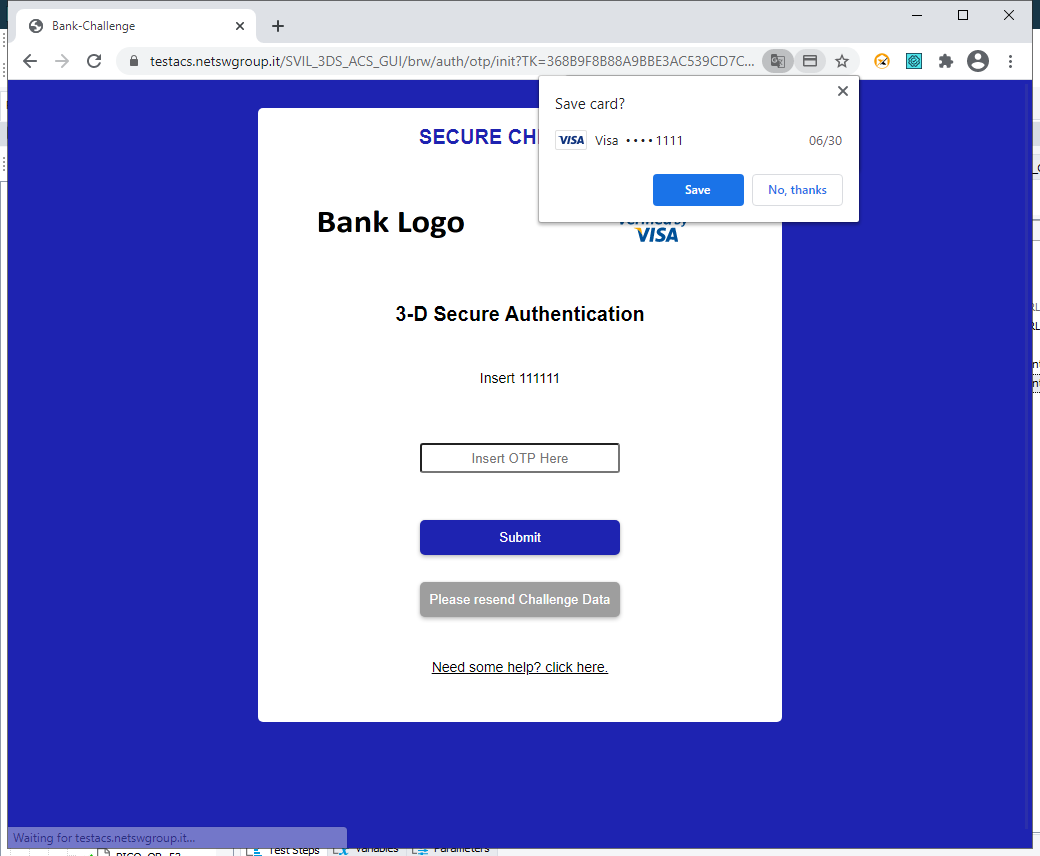 Bank-Challenge
testacs.netswgroup.it/SVIL_3DS_ACS_GUI/brw/auth/otp/init?TK=368B9F8B88A9BBE3AC539CD7C...
Save card?
VISA Visa •••• 1111 06/30
Save No, thanks
SECURE CH
Bank Logo
Verified by
VISA
3-D Secure Authentication
Insert 111111
Insert OTP Here
Submit
Please resend Challenge Data
Need some help? click here.
Waiting for testacs.netswgroup.it...
Test Steps Variables Parameters